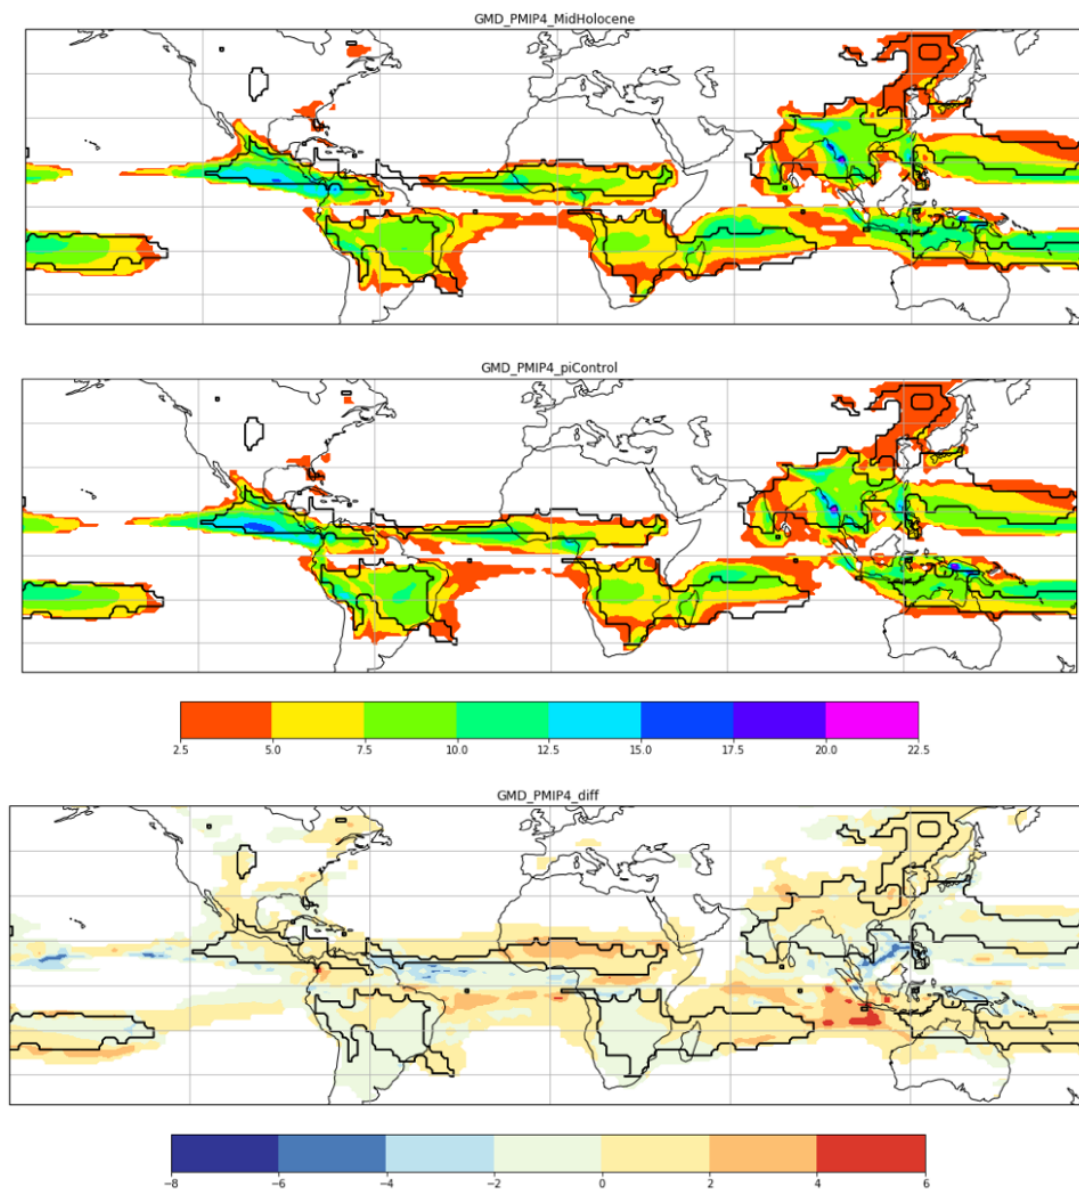 GMD_PMIP4_MidHolocene
GMD_PMIP4_piControl
2.5 5.0 7.5 10.0 12.5 15.0 17.5 20.0 22.5
GMD_PMIP4_diff
−8 −6 −4 −2 0 2 4 6